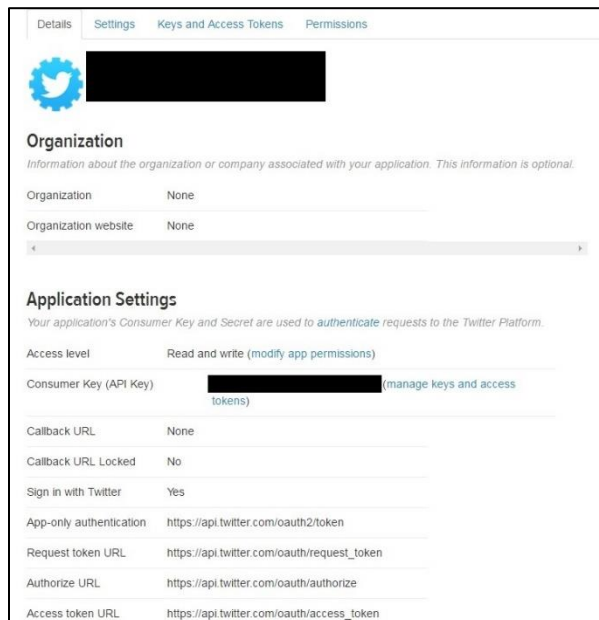 Details Settings Keys and Access Tokens Permissions
Organization
Information about the organization or company associated with your application. This information is optional.
Organization None
Organization website None
Application Settings
Your application's Consumer Key and Secret are used to authenticate requests to the Twitter Platform.
Access level Read and write (modify app permissions)
Consumer Key (API Key) (manage keys and access
tokens)
Callback URL None
Callback URL Locked No
Sign in with Twitter Yes
App-only authentication https://api.twitter.com/oauth2/token
Request token URL https://api.twitter.com/oauth/request_token
Authorize URL https://api.twitter.com/oauth/authorize
Access token URL https://api.twitter.com/oauth/access_token